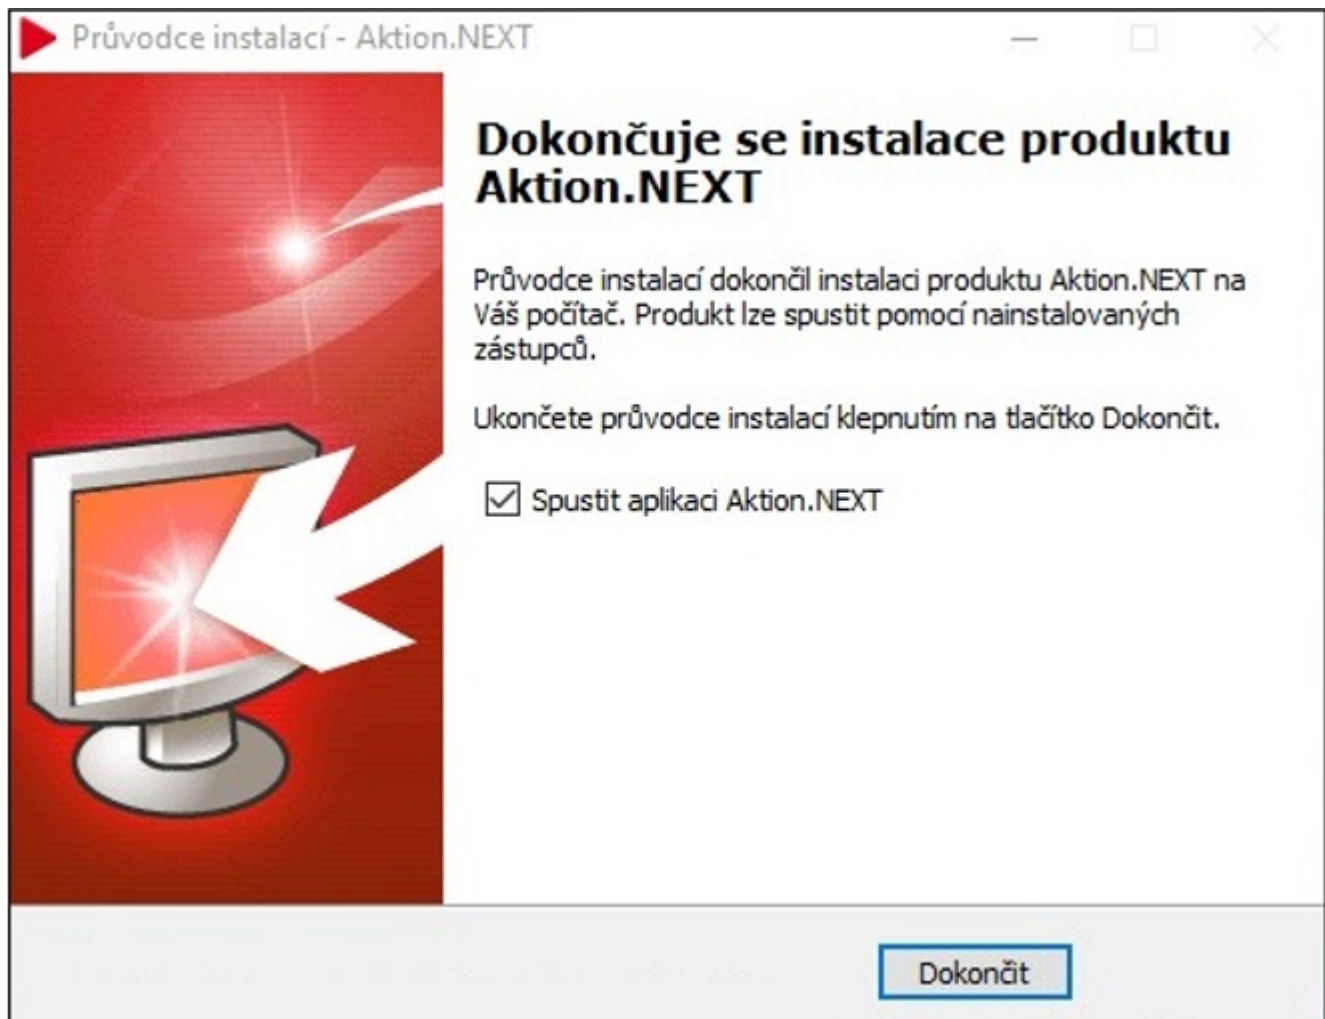 Průvodce instalací - Aktion.NEXT
Dokončuje se instalace produktu
Aktion.NEXT
Průvodce instalací dokončil instalaci produktu Aktion.NEXT na
Váš počítač. Produkt lze spustit pomocí nainstalovaných
zástupců.
Ukončete průvodce instalací klepnutím na tlačítko Dokončit.
Spustit aplikaci Aktion.NEXT
Dokončit